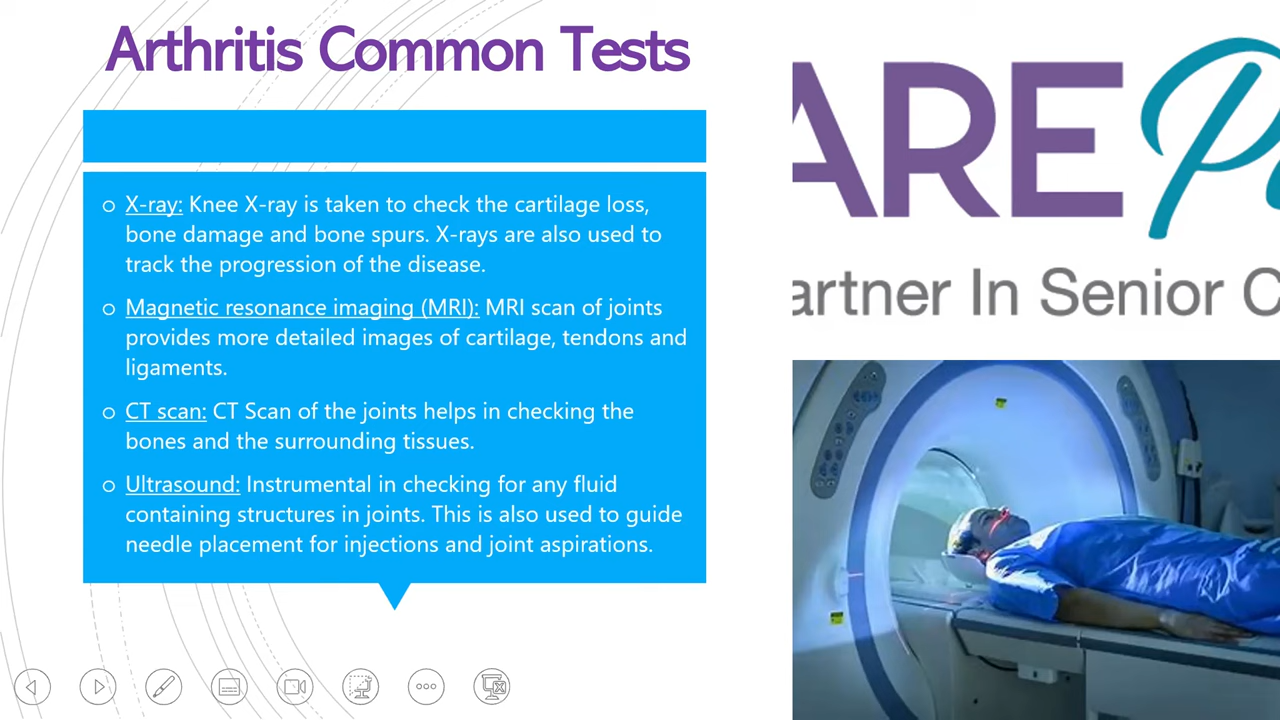 Arthritis Common Tests
o X-ray: Knee X-ray is taken to check the cartilage loss,
bone damage and bone spurs. X-rays are also used to
track the progression of the disease.
o Magnetic resonance imaging (MRI): MRI scan of joints
provides more detailed images of cartilage, tendons and
ligaments.
o CT scan: CT Scan of the joints helps in checking the
bones and the surrounding tissues.
o Ultrasound: Instrumental in checking for any fluid
containing structures in joints. This is also used to guide
needle placement for injections and joint aspirations.
ARE P
artner In Senior C